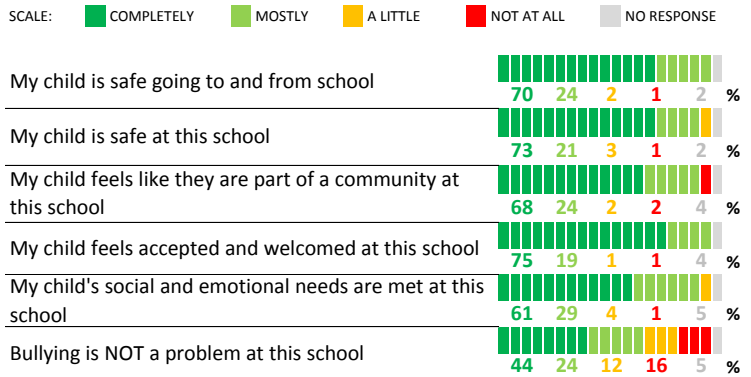 SCALE: COMPLETELY MOSTLY A LITTLE NOT AT ALL NO RESPONSE
My child is safe going to and from school
70 24 2 1 2 %
My child is safe at this school
73 21 3 1 2 %
My child feels like they are part of a community at
this school
68 24 2 2 4 %
My child feels accepted and welcomed at this school
75 19 1 1 4 %
My child's social and emotional needs are met at this
school
61 29 4 1 5 %
Bullying is NOT a problem at this school
44 24 12 16 5 %